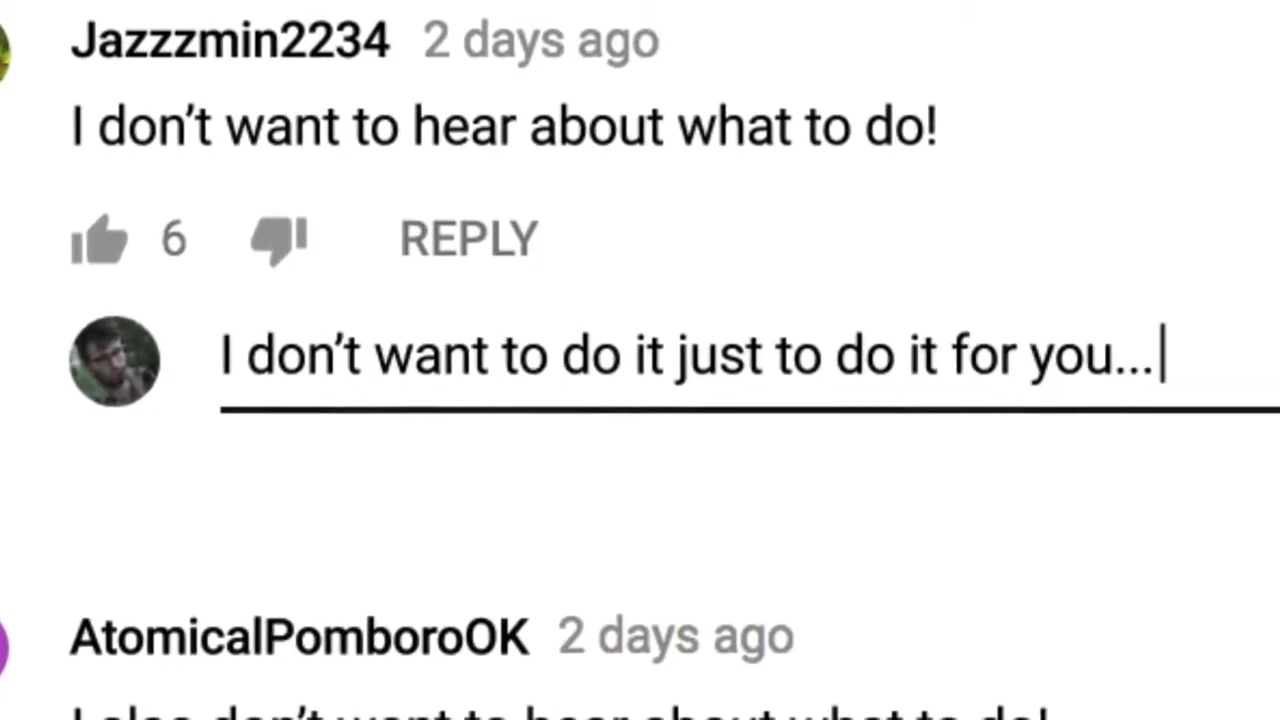 Jazzzmin2234 2 days ago
I don’t want to hear about what to do!
6 REPLY
I don’t want to do it just to do it for you...
AtomicalPomboroOK 2 days ago
I also don’t want to hear about what to do!